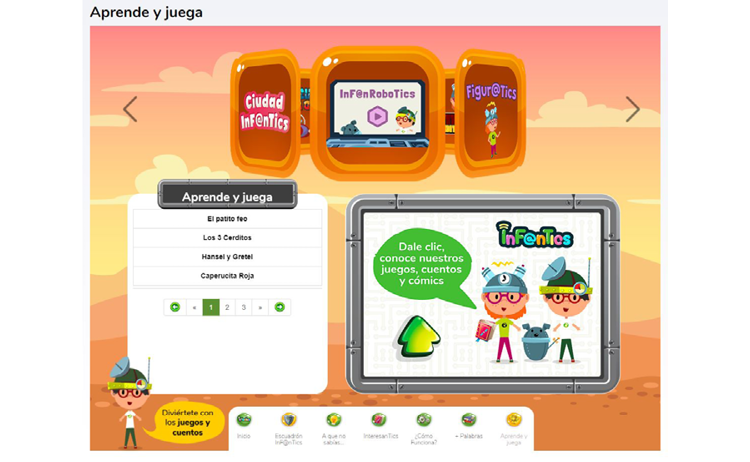 Aprende y juega
Ciudad
InF@nTics
InF@nRoboTics
Figur@Tics
Aprende y juega
El patito feo
Los 3 Cerditos
Hansel y Gretel
Caperucita Roja
« 1 2 3 »
InF@nTics
Dale clic,
conoce nuestros
juegos, cuentos
y cómics
Diviértete con
los juegos y
cuentos
Inicio
Escuadrón
InF@nTics
A que no
sabías...
InteresanTics
¿Cómo
Funciona?
+ Palabras
Aprende y
juega